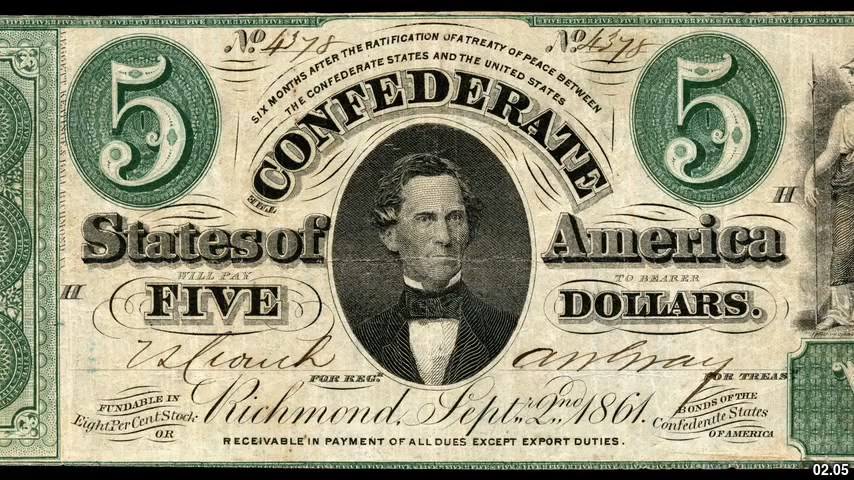 No. 4378 No. 4378
SIX MONTHS AFTER THE RATIFICATION OF A TREATY OF PEACE BETWEEN
THE CONFEDERATE STATES AND THE UNITED STATES
THE
CONFEDERATE
5 5
H
States of America
WILL PAY TO BEARER
H
FIVE DOLLARS.
FOR REGR. FOR TREAS
FUNDABLE IN
Eight Per Cent Stock
OR
Richmond, Septr. 2nd 1861.
BONDS OF THE
Confederate States
OF AMERICA
RECEIVABLE IN PAYMENT OF ALL DUES EXCEPT EXPORT DUTIES.
02.05